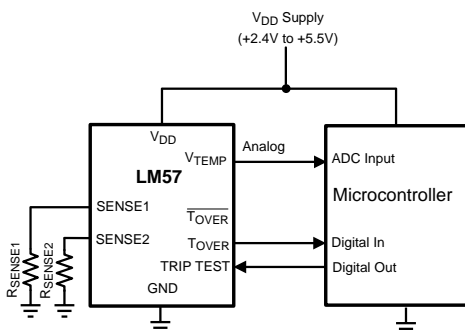 V_DD Supply
(+2.4V to +5.5V)
V_DD
LM57
V_TEMP
Analog
ADC Input
Microcontroller
SENSE1
SENSE2
T_OVER
T_OVER
Digital In
TRIP TEST
Digital Out
GND
R_SENSE1
R_SENSE2